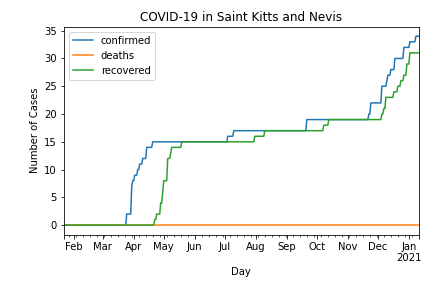 COVID-19 in Saint Kitts and Nevis
confirmed
deaths
recovered
Number of Cases
35
30
25
20
15
10
5
0
Feb Mar Apr May Jun Jul Aug Sep Oct Nov Dec Jan
2021
Day